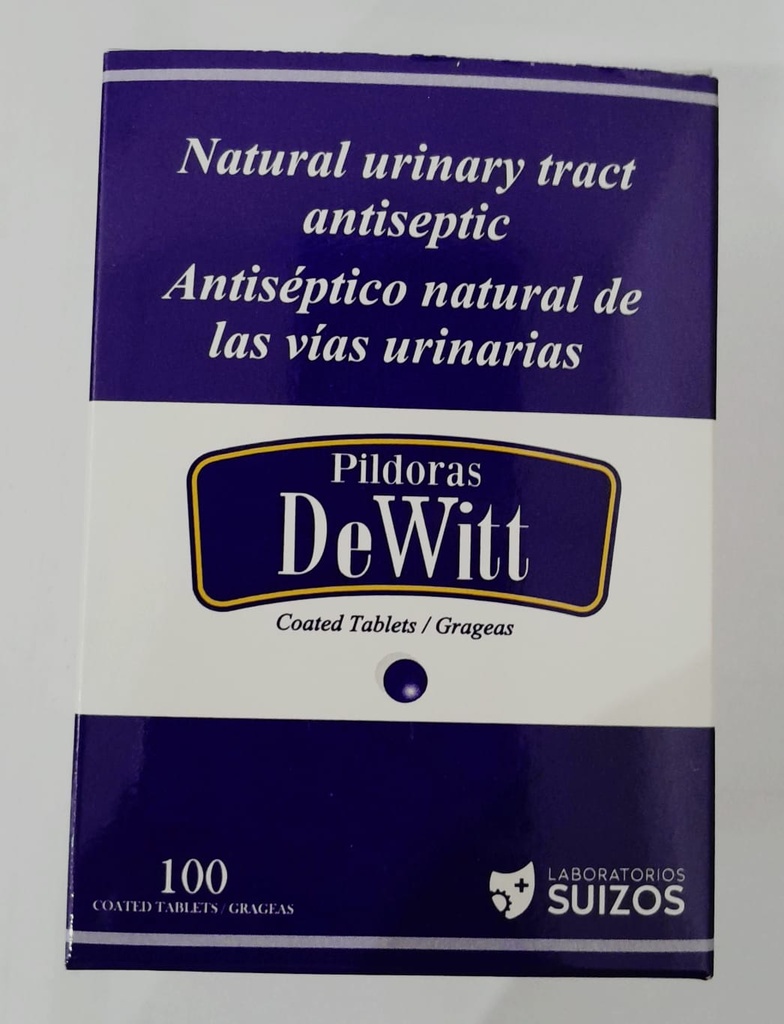 Natural urinary tract
antiseptic
Antiséptico natural de
las vías urinarias
Pildoras
DeWitt
Coated Tablets / Grageas
100
COATED TABLETS / GRAGEAS
LABORATORIOS
SUIZOS